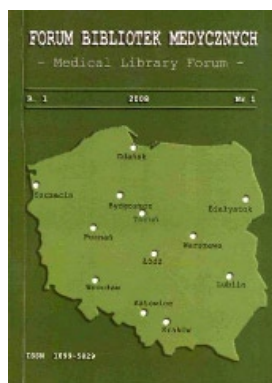 FORUM BIBLIOTEK MEDYCZNYCH
- Medical Library Forum -
R. 1 2008 Nr 1
Gdańsk
Szczecin
Bydgoszcz
Białystok
Toruń
Poznań
Warszawa
Łódź
Wrocław
Lublin
Katowice
Kraków
ISSN 1899-5829